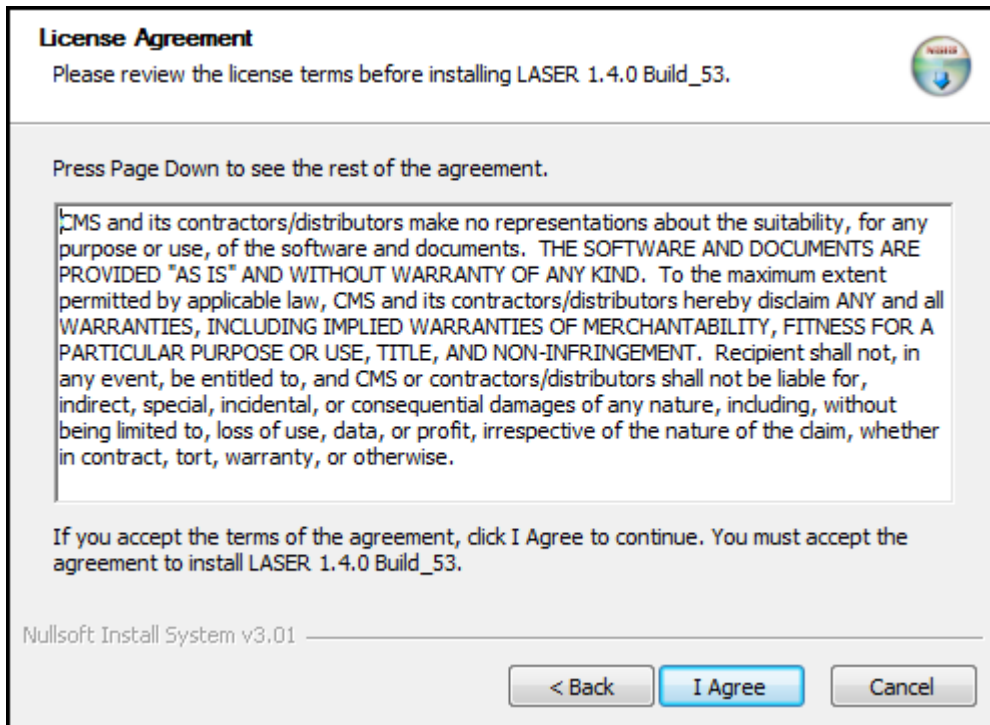 License Agreement
Please review the license terms before installing LASER 1.4.0 Build_53.
Press Page Down to see the rest of the agreement.
CMS and its contractors/distributors make no representations about the suitability, for any
purpose or use, of the software and documents.  THE SOFTWARE AND DOCUMENTS ARE
PROVIDED "AS IS" AND WITHOUT WARRANTY OF ANY KIND.  To the maximum extent
permitted by applicable law, CMS and its contractors/distributors hereby disclaim ANY and all
WARRANTIES, INCLUDING IMPLIED WARRANTIES OF MERCHANTABILITY, FITNESS FOR A
PARTICULAR PURPOSE OR USE, TITLE, AND NON-INFRINGEMENT.  Recipient shall not, in
any event, be entitled to, and CMS or contractors/distributors shall not be liable for,
indirect, special, incidental, or consequential damages of any nature, including, without
being limited to, loss of use, data, or profit, irrespective of the nature of the claim, whether
in contract, tort, warranty, or otherwise.
If you accept the terms of the agreement, click I Agree to continue. You must accept the
agreement to install LASER 1.4.0 Build_53.
Nullsoft Install System v3.01
< Back
I Agree
Cancel